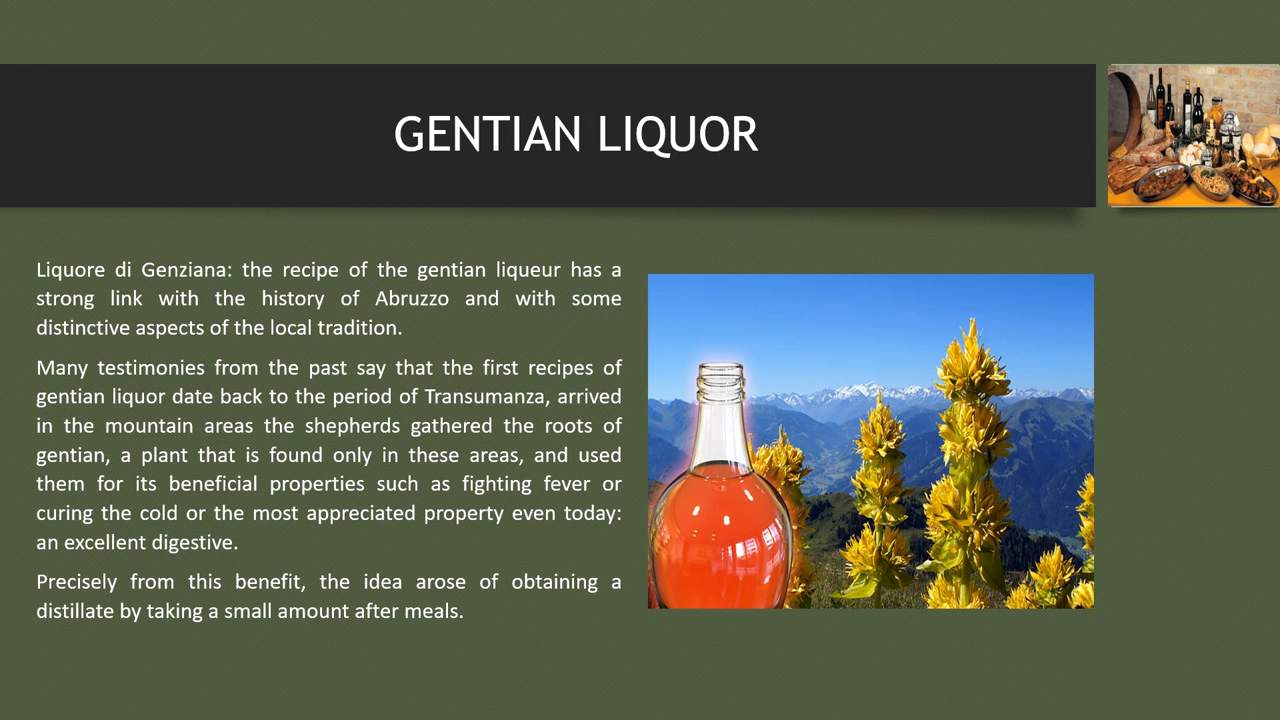 GENTIAN LIQUOR
Liquore di Genziana: the recipe of the gentian liqueur has a
strong link with the history of Abruzzo and with some
distinctive aspects of the local tradition.
Many testimonies from the past say that the first recipes of
gentian liquor date back to the period of Transumanza, arrived
in the mountain areas the shepherds gathered the roots of
gentian, a plant that is found only in these areas, and used
them for its beneficial properties such as fighting fever or
curing the cold or the most appreciated property even today:
an excellent digestive.
Precisely from this benefit, the idea arose of obtaining a
distillate by taking a small amount after meals.